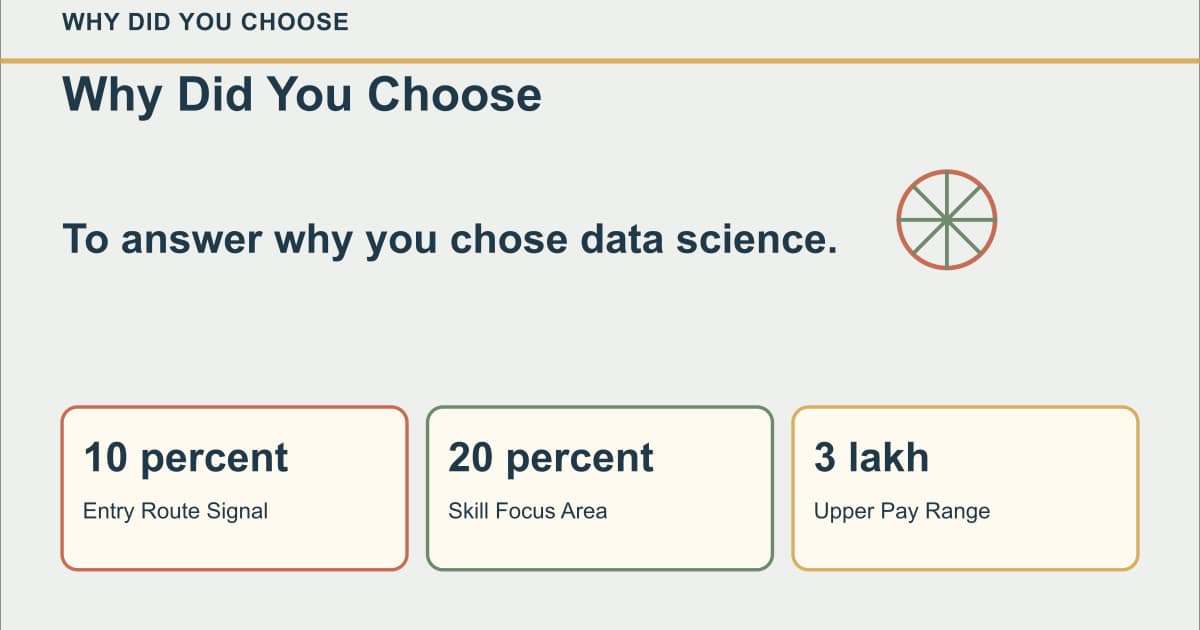 WHY DID YOU CHOOSE
Why Did You Choose
To answer why you chose data science.
10 percent
Entry Route Signal
20 percent
Skill Focus Area
3 lakh
Upper Pay Range